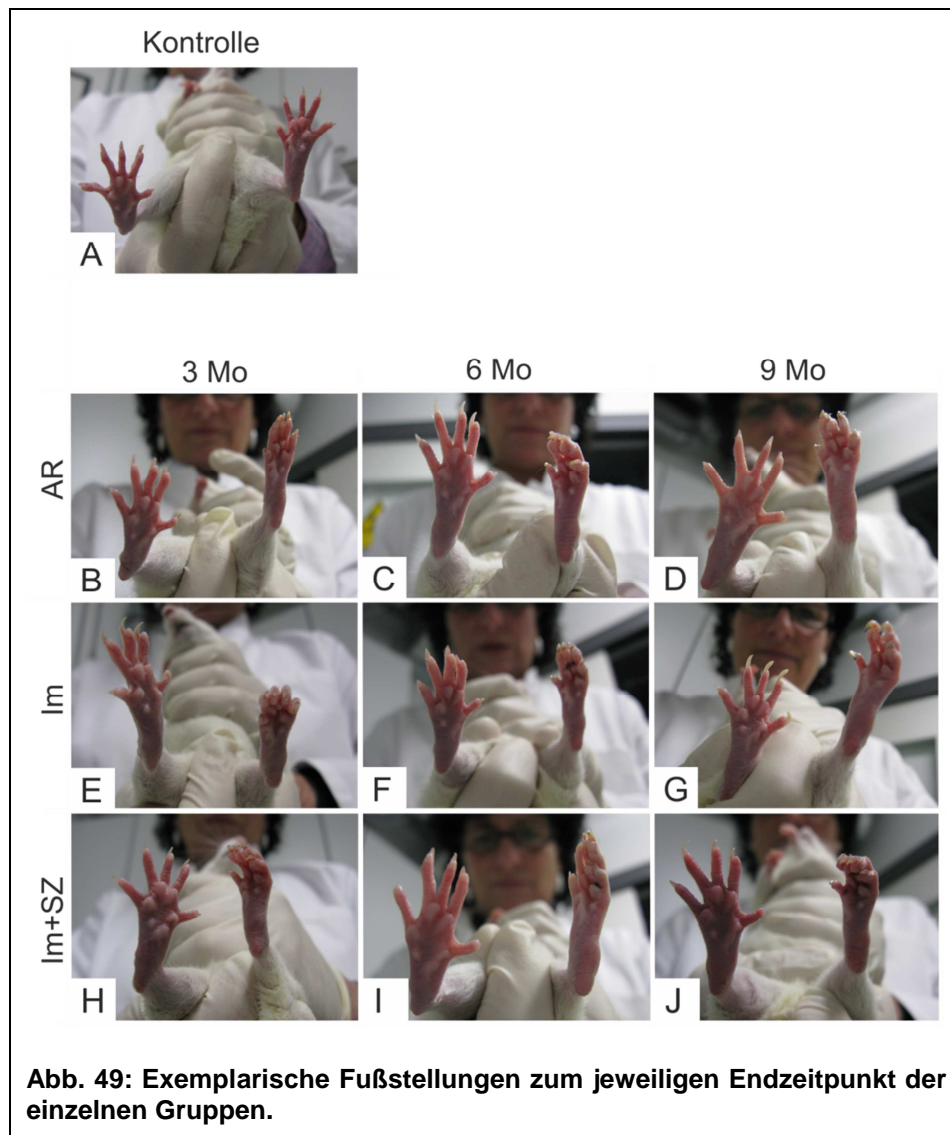 Kontrolle
A
3 Mo
6 Mo
9 Mo
AR
B
C
D
Im
E
F
G
Im+SZ
H
I
J
Abb. 49: Exemplarische Fußstellungen zum jeweiligen Endzeitpunkt der
einzelnen Gruppen.